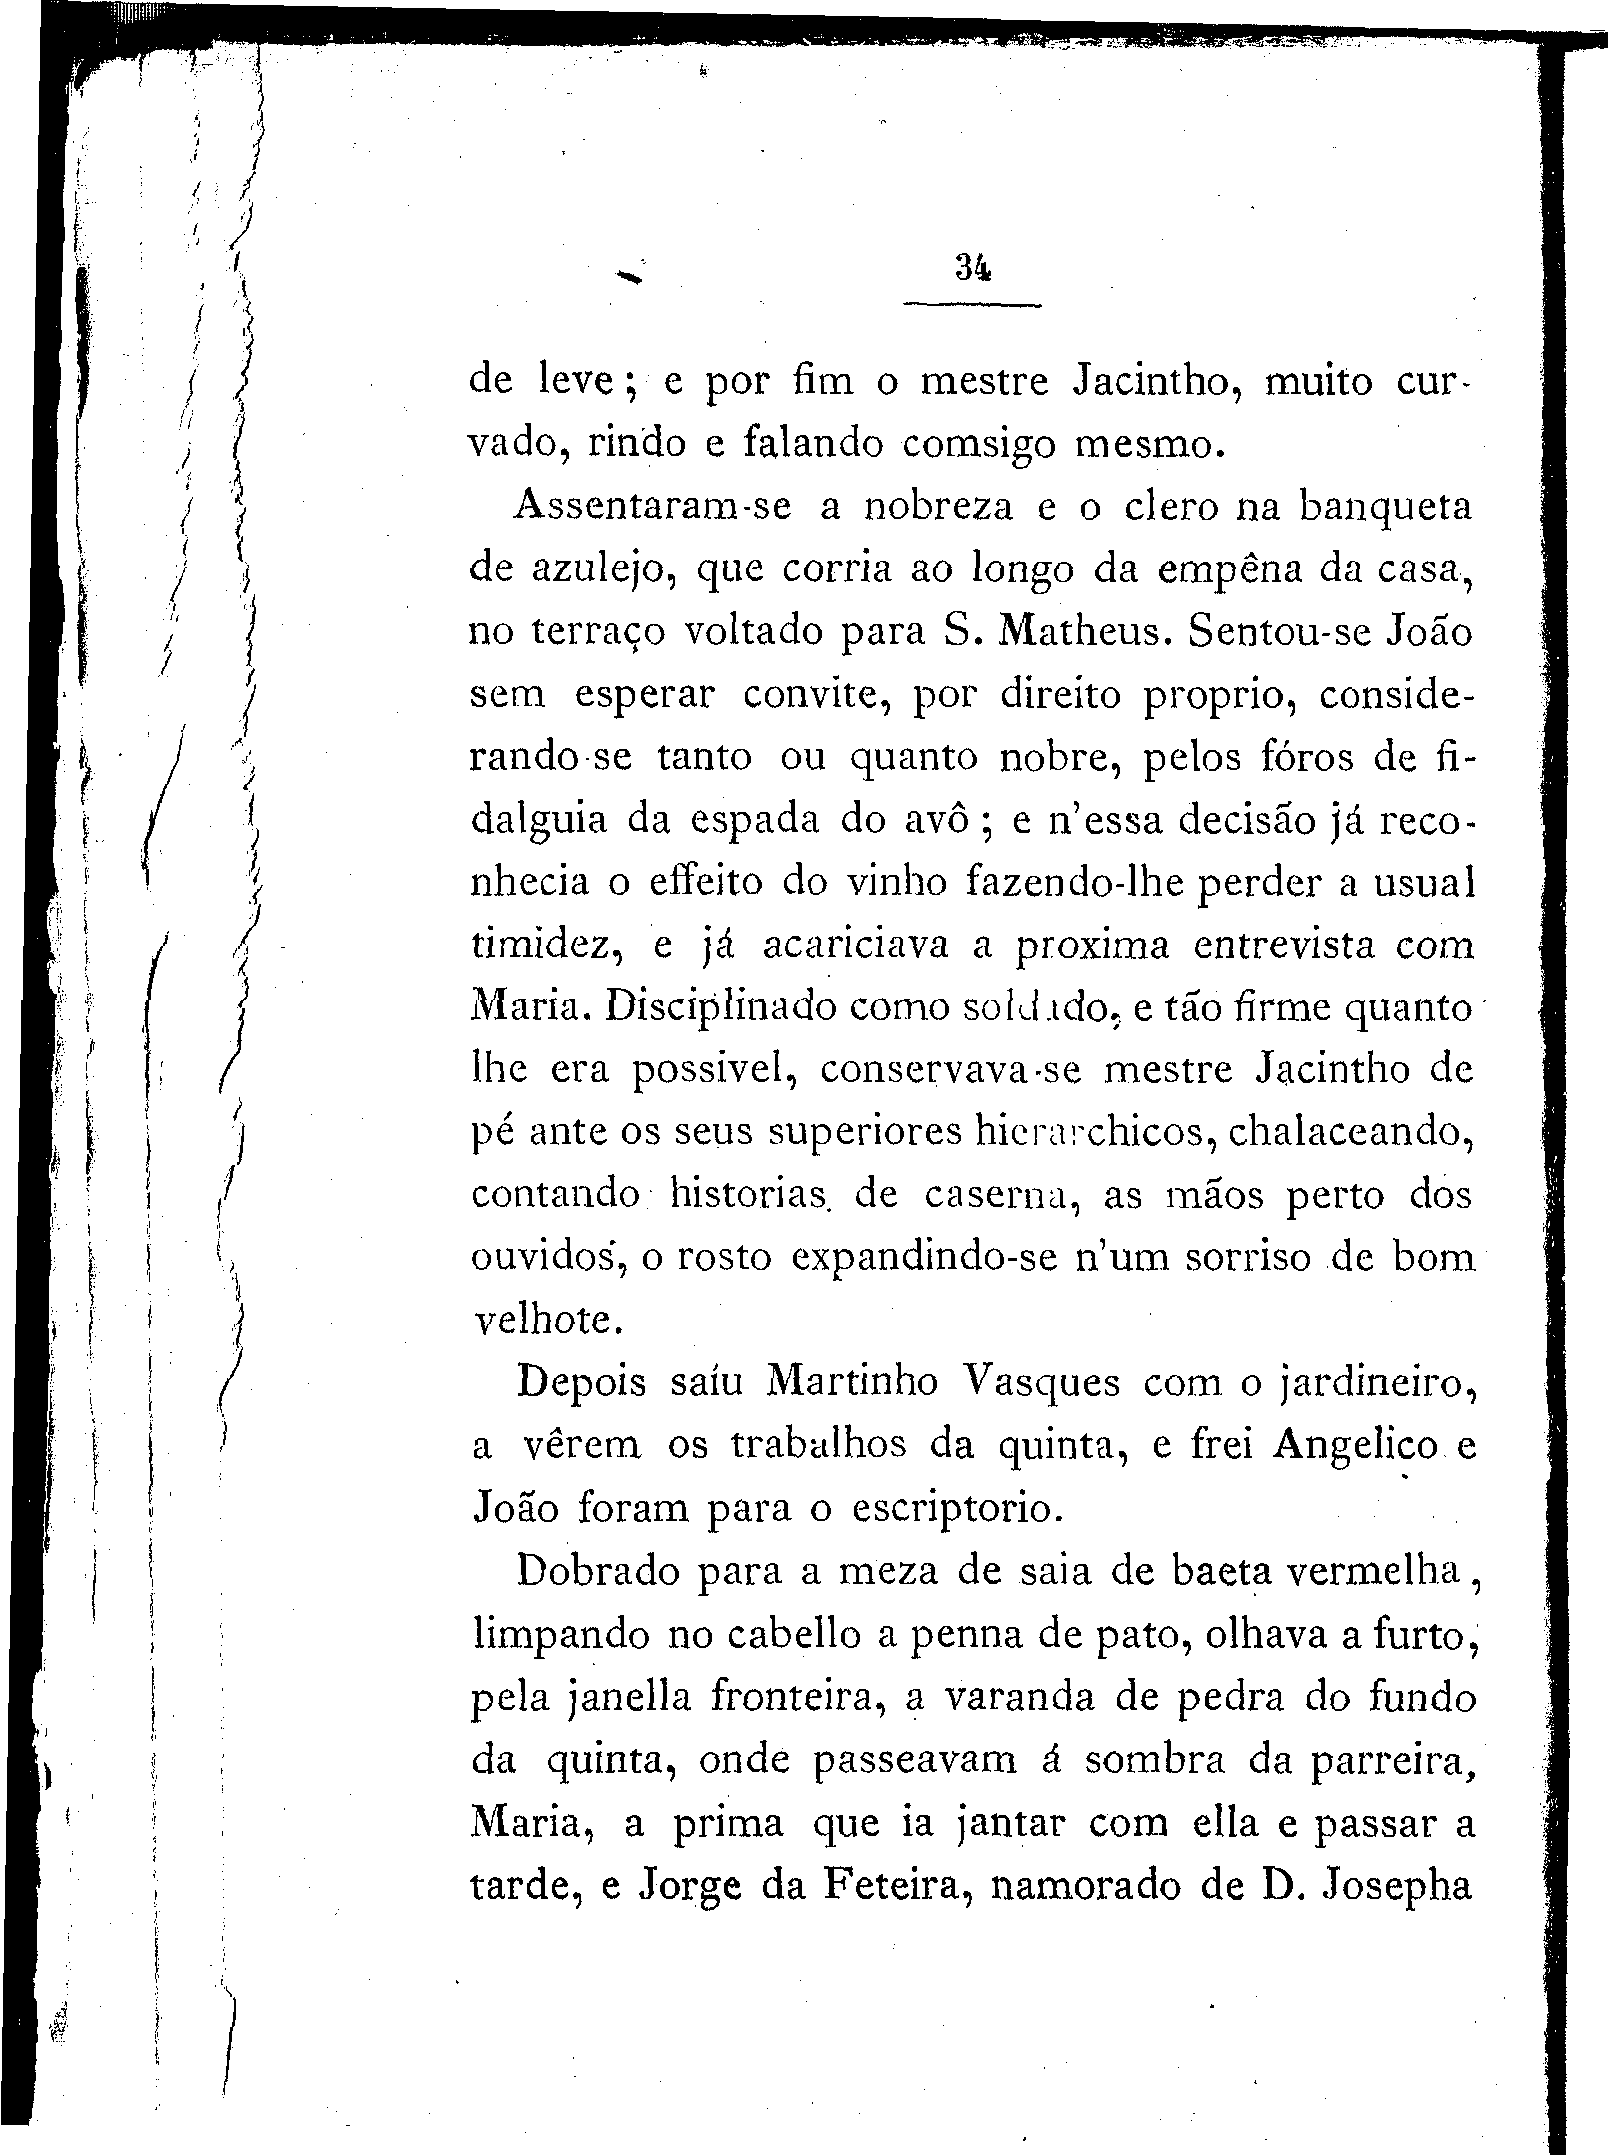 34
de leve; e por fim o mestre Jacintho, muito cur-
vado, rindo e falando comsigo mesmo.
Assentaram-se a nobreza e o clero na banqueta
de azulejo, que corria ao longo da empêna da casa,
no terraço voltado para S. Matheus. Sentou-se João
sem esperar convite, por direito proprio, conside-
rando-se tanto ou quanto nobre, pelos fóros de fi-
dalguia da espada do avô; e n'essa decisão já reco-
nhecia o effeito do vinho fazendo-lhe perder a usual
timidez, e já acariciava a proxima entrevista com
Maria. Disciplinado como soldado, e tão firme quanto
lhe era possivel, conservava-se mestre Jacintho de
pé ante os seus superiores hierarchicos, chalaceando,
contando historias de caserna, as mãos perto dos
ouvidos, o rosto expandindo-se n'um sorriso de bom
velhote.
Depois saíu Martinho Vasques com o jardineiro,
a vêrem os trabalhos da quinta, e frei Angelico e
João foram para o escriptorio.
Dobrado para a meza de saia de baeta vermelha,
limpando no cabello a penna de pato, olhava a furto,
pela janella fronteira, a varanda de pedra do fundo
da quinta, onde passeavam á sombra da parreira,
Maria, a prima que ia jantar com ella e passar a
tarde, e Jorge da Feteira, namorado de D. Josepha